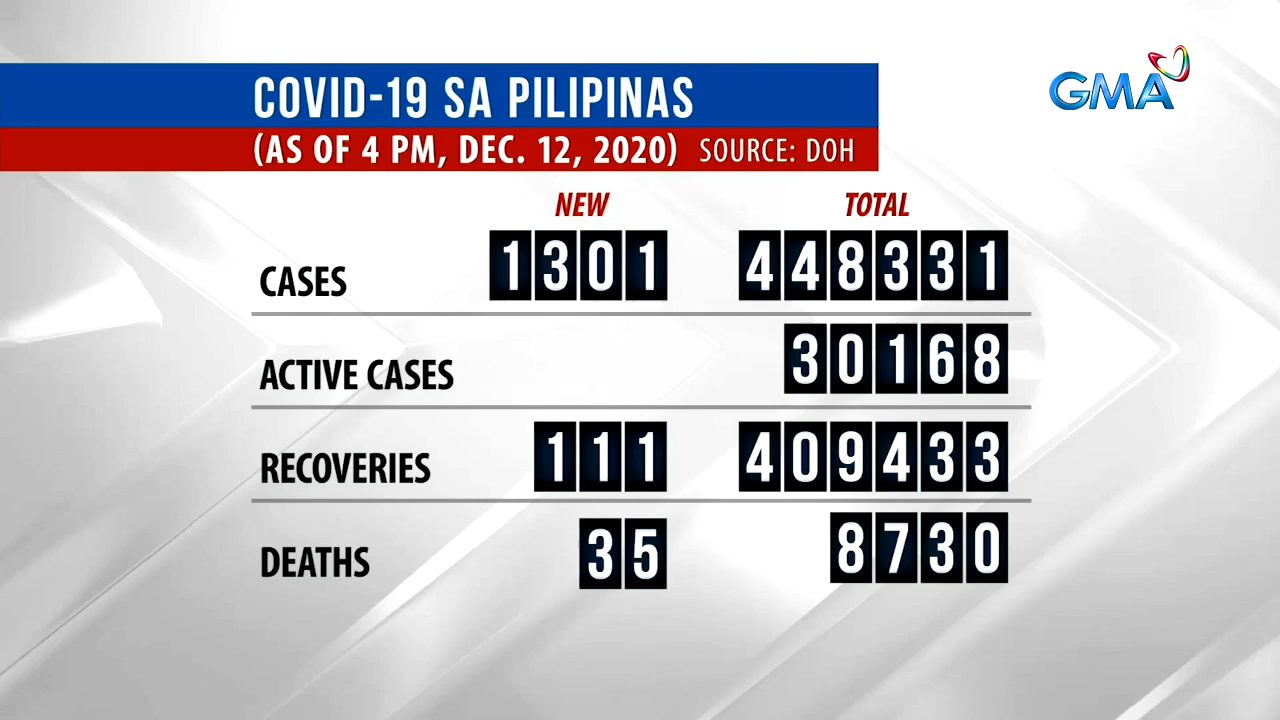 COVID-19 SA PILIPINAS
(AS OF 4 PM, DEC. 12, 2020) SOURCE: DOH
GMA
NEW TOTAL
CASES 1301 448331
ACTIVE CASES 30168
RECOVERIES 111 409433
DEATHS 35 8730